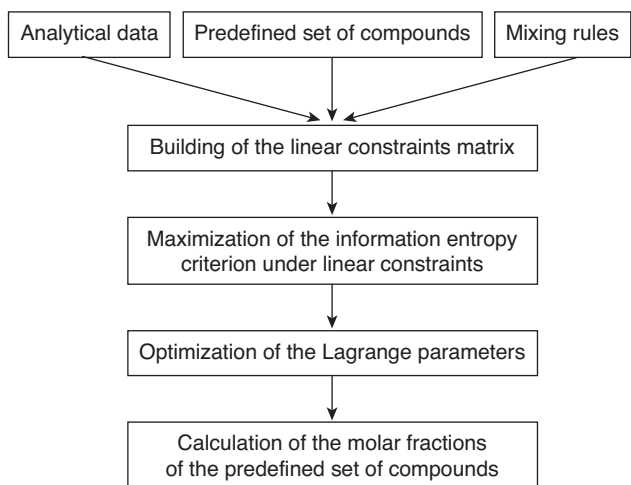 Analytical data
Predefined set of compounds
Mixing rules
Building of the linear constraints matrix
Maximization of the information entropy
criterion under linear constraints
Optimization of the Lagrange parameters
Calculation of the molar fractions
of the predefined set of compounds